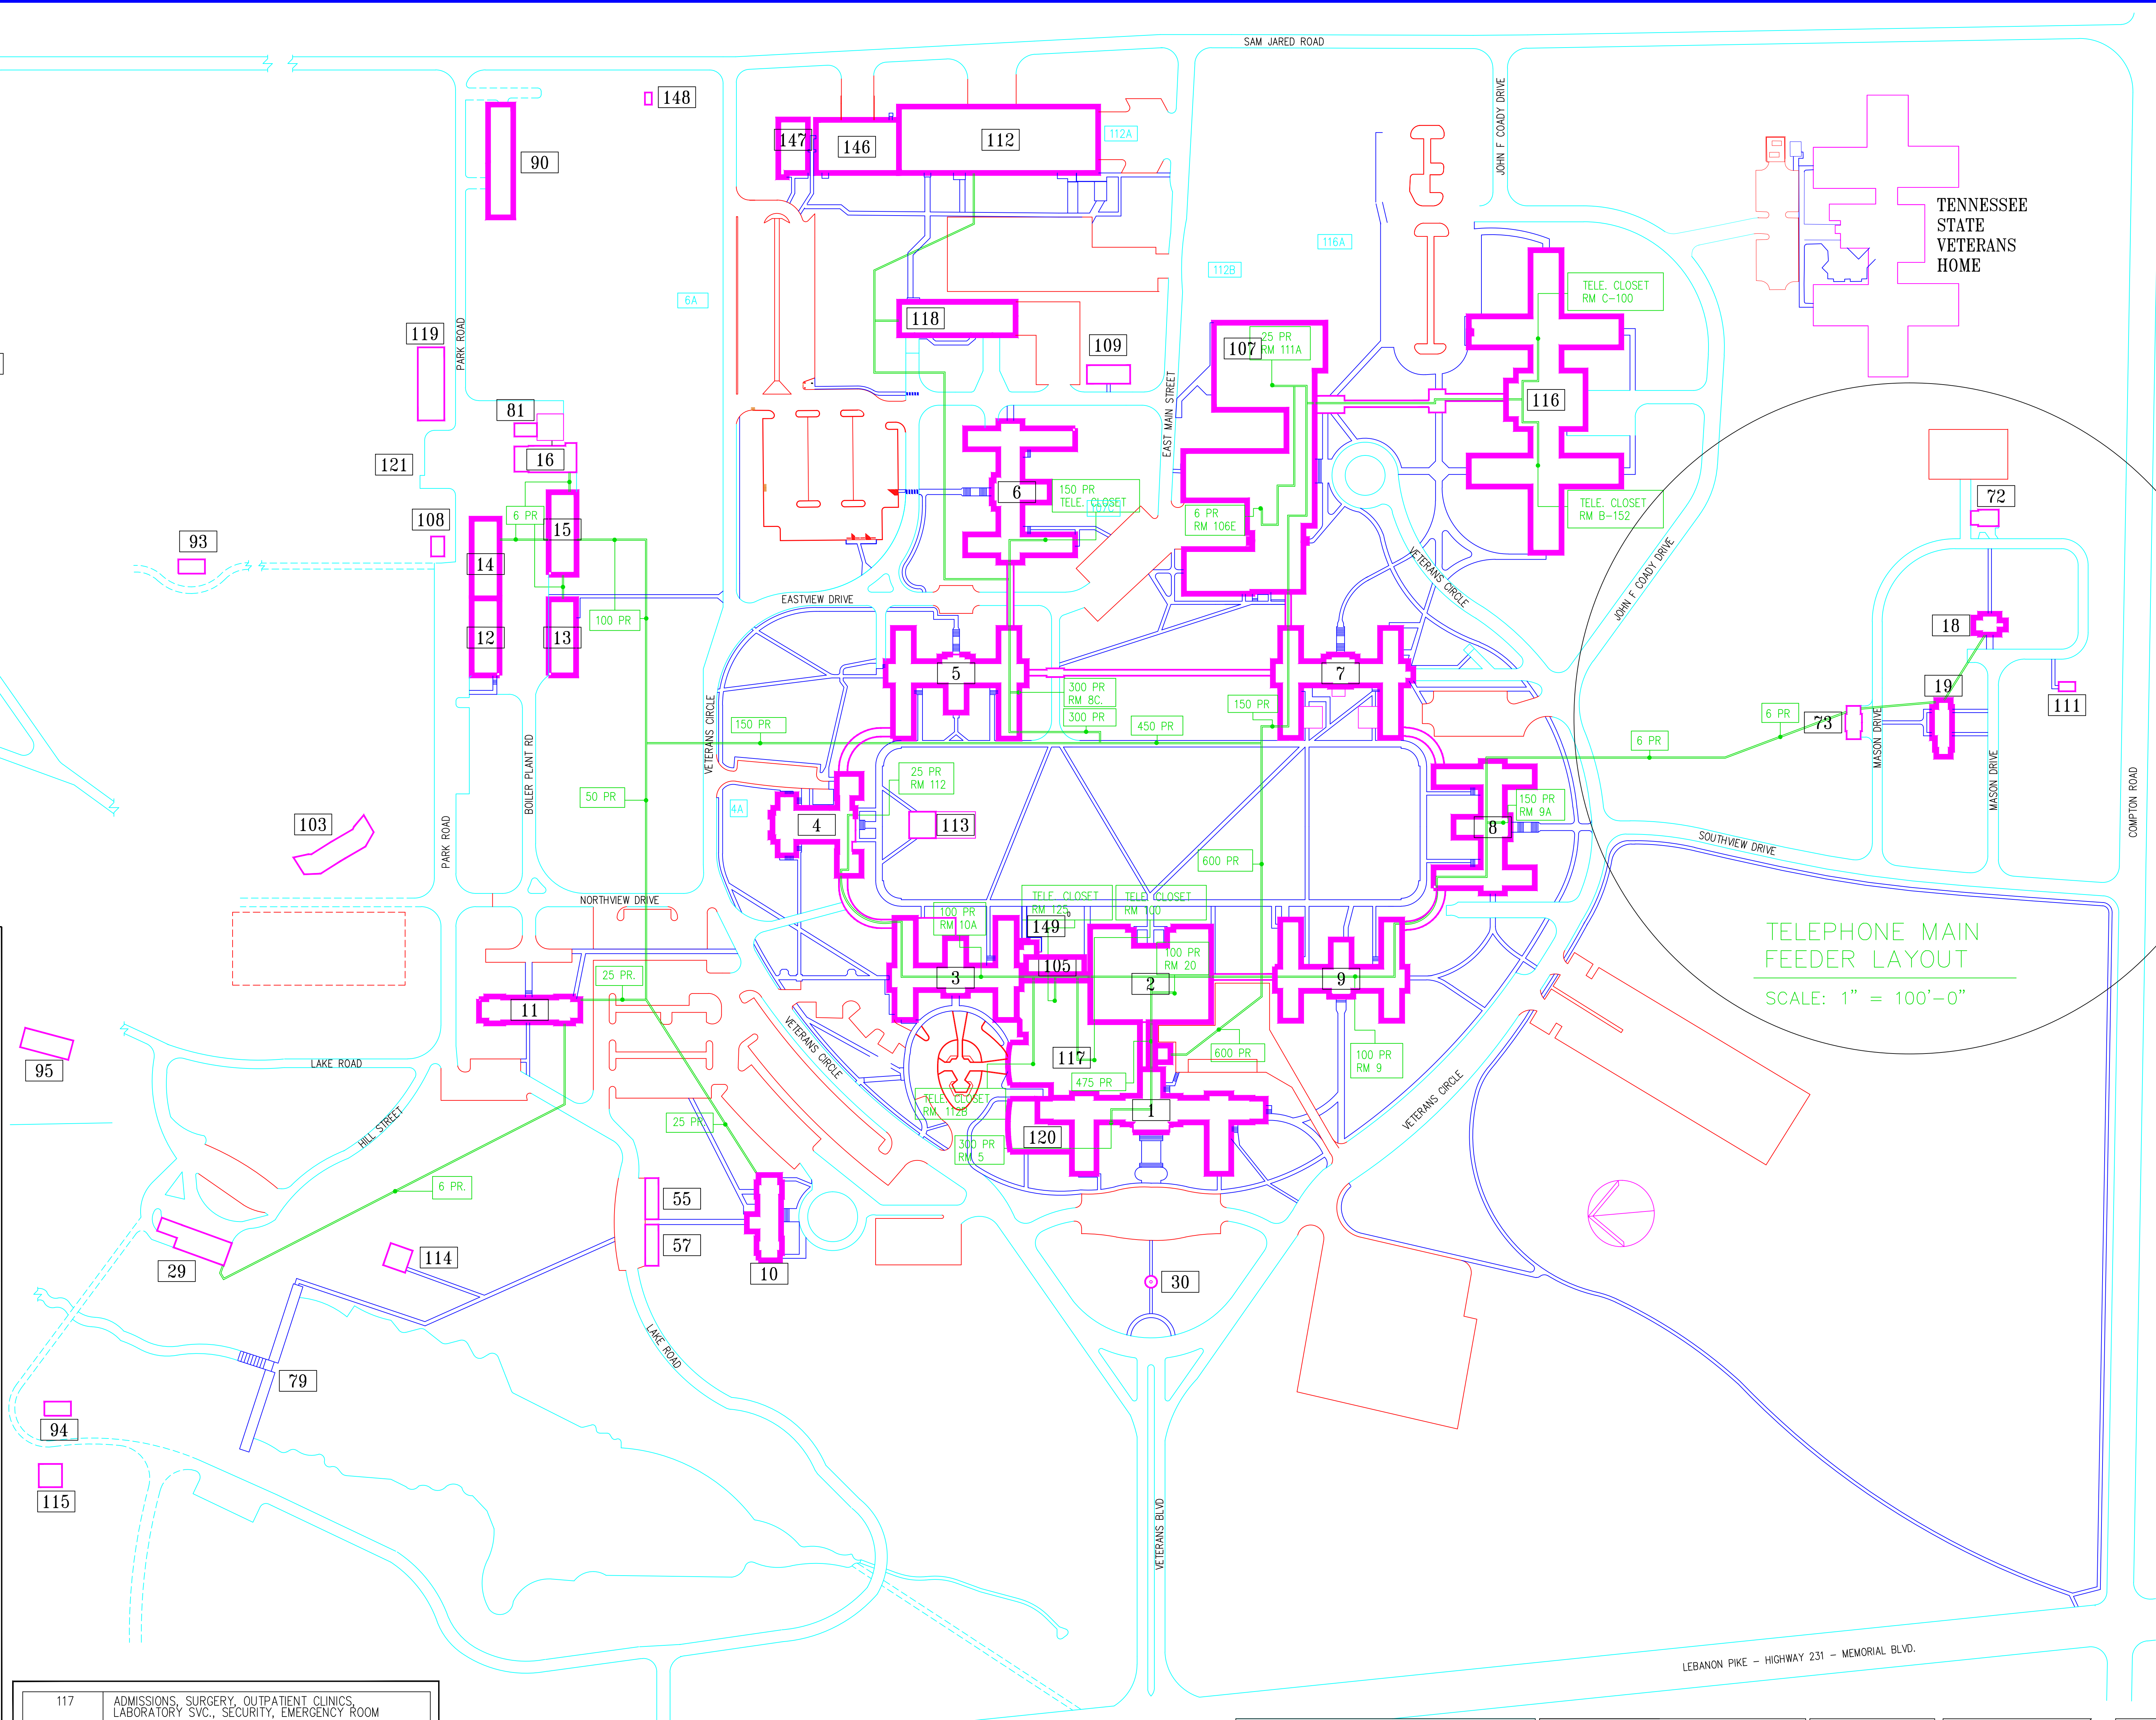 SAM JARED ROAD
JOHN F COADY DRIVE
148
147
146
112
112A
90
TENNESSEE
STATE
VETERANS
HOME
116A
112B
6A
TELE. CLOSET
RM C-100
119
PARK ROAD
118
109
107
25 PR
RM 111A
EAST MAIN STREET
116
81
16
121
6
150 PR
TELE. CLOSET
72
TELE. CLOSET
RM B-152
108
6 PR
15
6 PR
RM 106E
93
14
VETERANS CIRCLE
JOHN F COADY DRIVE
EASTVIEW DRIVE
100 PR
12
13
18
5
7
300 PR
RM 8C.
300 PR
150 PR
19
111
VETERANS CIRCLE
150 PR
450 PR
6 PR
73
6 PR
MASON DRIVE
MASON DRIVE
BOILER PLANT RD
25 PR
RM 112
50 PR
4A
4
113
150 PR
RM 9A
8
COMPTON ROAD
103
PARK ROAD
SOUTHVIEW DRIVE
600 PR
NORTHVIEW DRIVE
TELE. CLOSET
RM 125
TELE. CLOSET
RM 100
100 PR
RM 10A
149
TELEPHONE MAIN
FEEDER LAYOUT
SCALE: 1" = 100'-0"
100 PR
RM 20
105
3
2
9
25 PR.
11
VETERANS CIRCLE
95
LAKE ROAD
117
600 PR
100 PR
RM 9
475 PR
TELE. CLOSET
RM. 112B
1
VETERANS CIRCLE
HILL STREET
25 PR.
120
300 PR
RM 5
6 PR.
55
57
114
29
10
30
LAKE ROAD
79
94
115
VETERANS BLVD
LEBANON PIKE - HIGHWAY 231 - MEMORIAL BLVD.
117 ADMISSIONS, SURGERY, OUTPATIENT CLINICS,
LABORATORY SVC., SECURITY, EMERGENCY ROOM